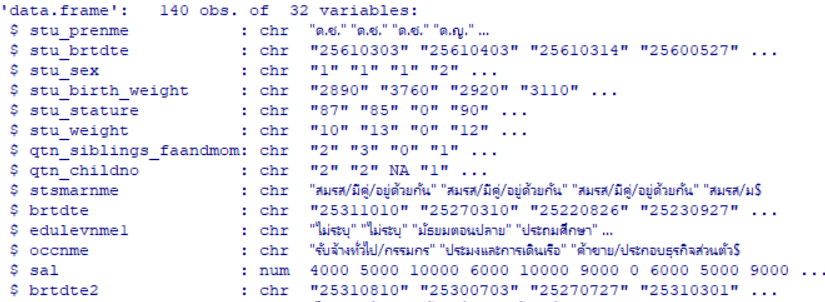 'data.frame':   140 obs. of  32 variables:
 $ stu_prenme           : chr  "ด.ช." "ด.ช." "ด.ช." "ด.ญ." ...
 $ stu_brtdte           : chr  "25610303" "25610403" "25610314" "25600527" ...
 $ stu_sex              : chr  "1" "1" "1" "2" ...
 $ stu_birth_weight     : chr  "2890" "3760" "2920" "3110" ...
 $ stu_stature          : chr  "87" "85" "0" "90" ...
 $ stu_weight           : chr  "10" "13" "0" "12" ...
 $ qtn_siblings_faandmom: chr  "2" "3" "0" "1" ...
 $ qtn_childno          : chr  "2" "2" NA "1" ...
 $ stsmarnme            : chr  "สมรส/มีคู่/อยู่ด้วยกัน" "สมรส/มีคู่/อยู่ด้วยกัน" "สมรส/มีคู่/อยู่ด้วยกัน" "สมรส/ม$
 $ brtdte               : chr  "25311010" "25270310" "25220826" "25230927" ...
 $ edulevnme1           : chr  "ไม่ระบุ" "ไม่ระบุ" "มัธยมตอนปลาย" "ประถมศึกษา" ...
 $ occnme               : chr  "รับจ้างทั่วไป/กรรมกร" "ประมงและการเดินเรือ" "ค้าขาย/ประกอบธุรกิจส่วนตัว$
 $ sal                  : num  4000 5000 10000 6000 10000 9000 0 6000 5000 9000 ...
 $ brtdte2              : chr  "25310810" "25300703" "25270727" "25310301" ...